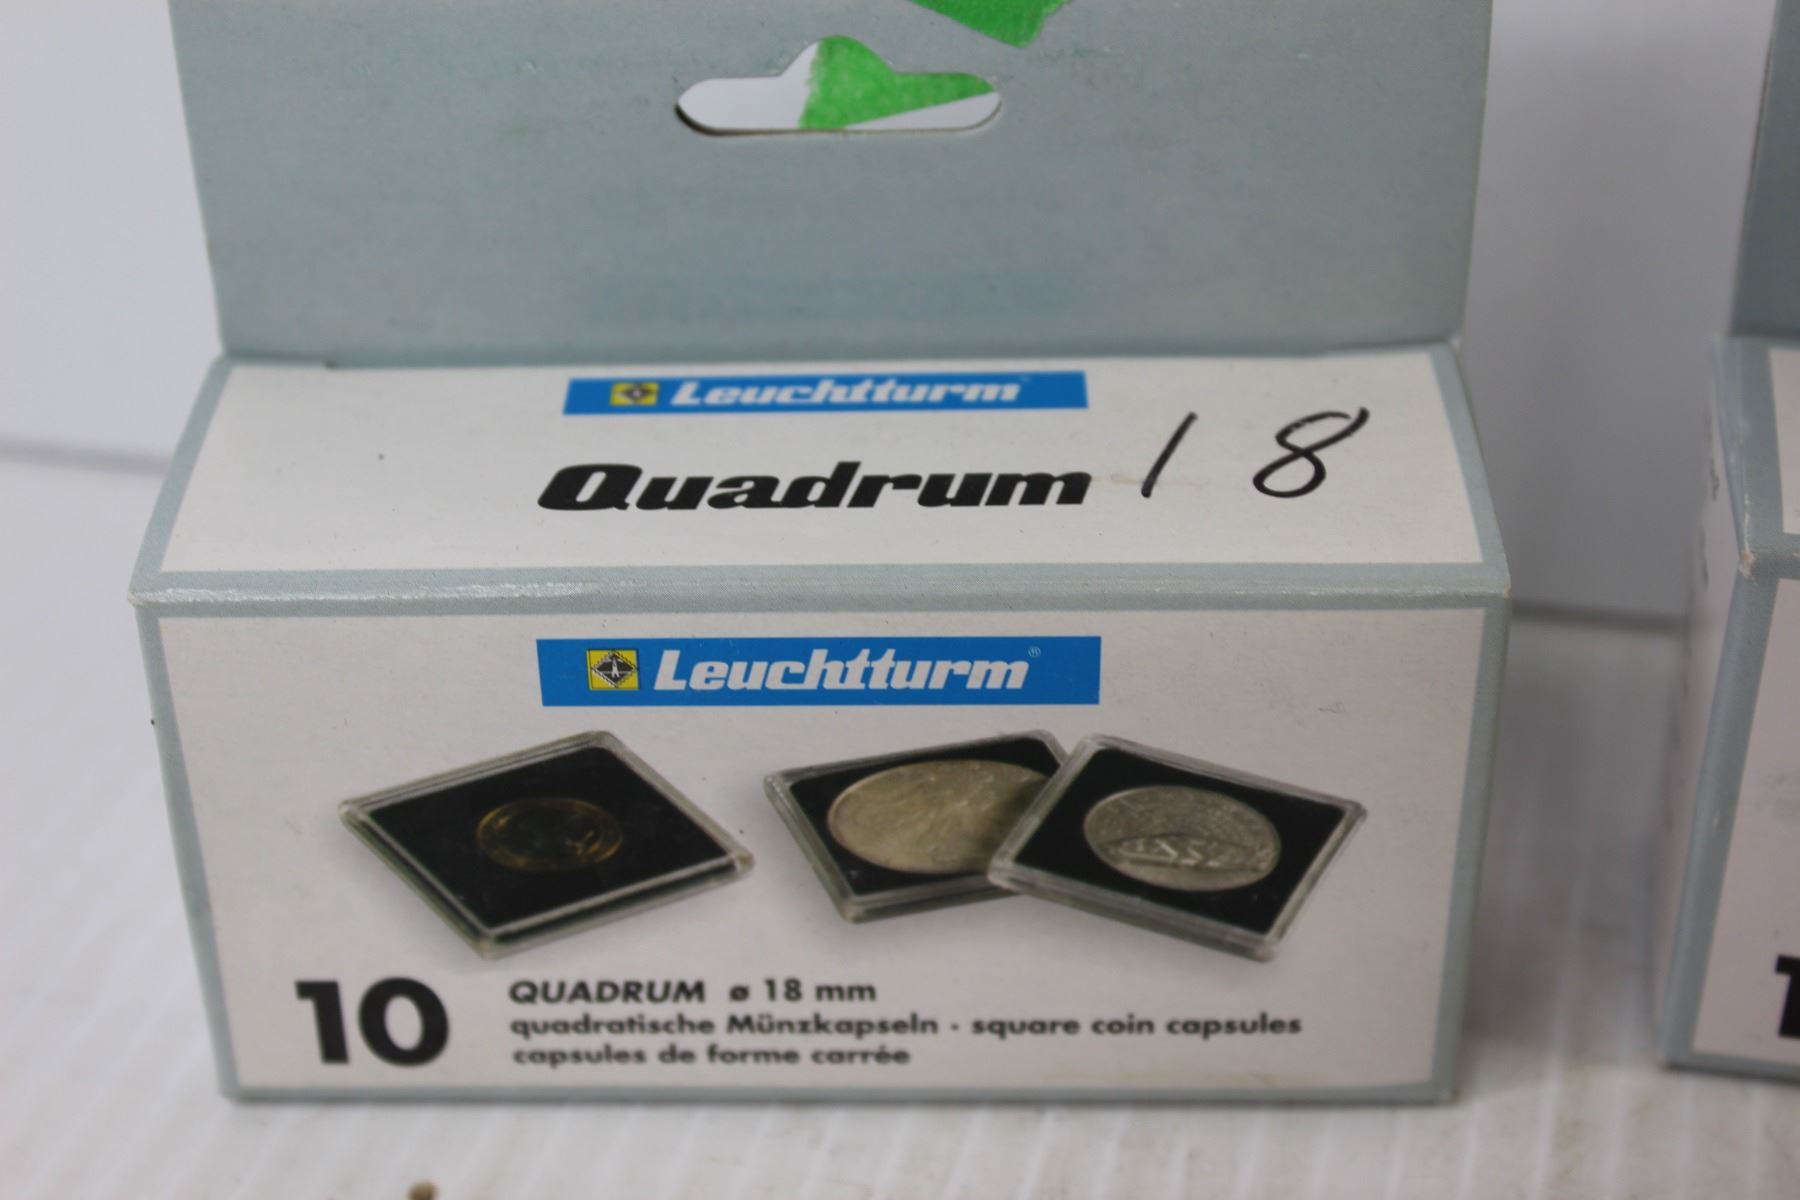 Leuchtturm
Quadrum 18
Leuchtturm®
10
QUADRUM ø 18 mm
quadratische Münzkapseln · square coin capsules
capsules de forme carrée